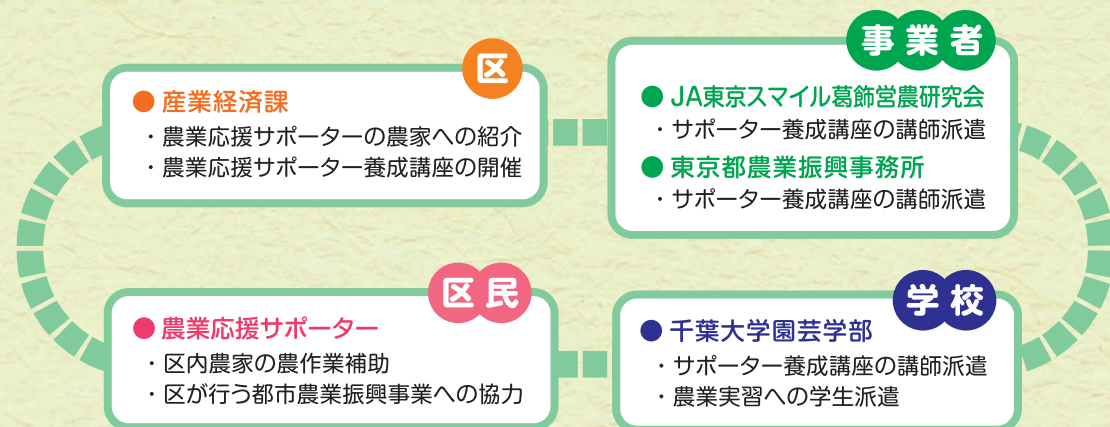 区
● 産業経済課
・農業応援サポーターの農家への紹介
・農業応援サポーター養成講座の開催
事業者
● JA東京スマイル葛飾営農研究会
・サポーター養成講座の講師派遣
● 東京都農業振興事務所
・サポーター養成講座の講師派遣
区民
● 農業応援サポーター
・区内農家の農作業補助
・区が行う都市農業振興事業への協力
学校
● 千葉大学園芸学部
・サポーター養成講座の講師派遣
・農業実習への学生派遣